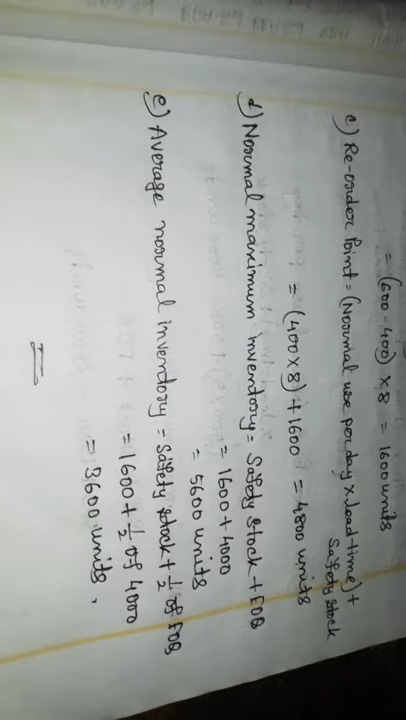 = (600-400) × 8 = 1600 units
c) Re-order Point = (Normal use per day × lead-time) +
Safety stock
= (400×8) + 1600 = 4800 units
d) Normal maximum inventory = Safety stock + EOQ
= 1600 + 4000
= 5600 units
e) Average normal inventory = Safety stock + ½ of EOQ
= 1600 + ½ of 4000
= 3600 units,